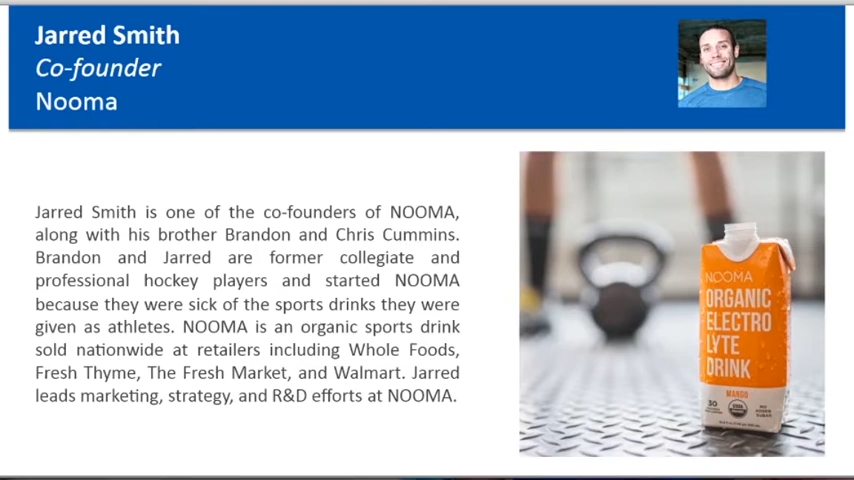 Jarred Smith
Co-founder
Nooma
Jarred Smith is one of the co-founders of NOOMA,
along with his brother Brandon and Chris Cummins.
Brandon and Jarred are former collegiate and
professional hockey players and started NOOMA
because they were sick of the sports drinks they were
given as athletes. NOOMA is an organic sports drink
sold nationwide at retailers including Whole Foods,
Fresh Thyme, The Fresh Market, and Walmart. Jarred
leads marketing, strategy, and R&D efforts at NOOMA.
NOOMA
ORGANIC
ELECTRO
LYTE
DRINK
MANGO
30
USDA
NO
SUGAR